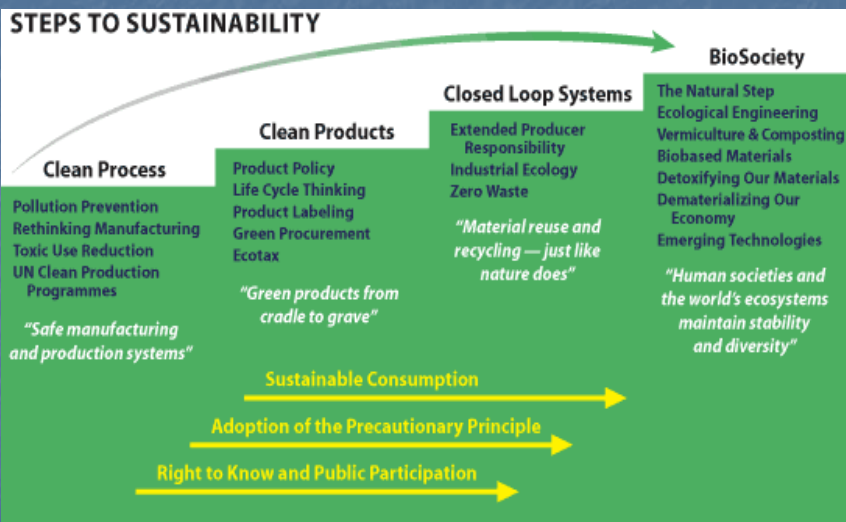 STEPS TO SUSTAINABILITY
Clean Process
Pollution Prevention
Rethinking Manufacturing
Toxic Use Reduction
UN Clean Production
Programmes
“Safe manufacturing
and production systems”
Clean Products
Product Policy
Life Cycle Thinking
Product Labeling
Green Procurement
Ecotax
“Green products from
cradle to grave”
Closed Loop Systems
Extended Producer
Responsibility
Industrial Ecology
Zero Waste
“Material reuse and
recycling — just like
nature does”
BioSociety
The Natural Step
Ecological Engineering
Vermiculture & Composting
Biobased Materials
Detoxifying Our Materials
Dematerializing Our
Economy
Emerging Technologies
“Human societies and
the world’s ecosystems
maintain stability
and diversity”
Sustainable Consumption
Adoption of the Precautionary Principle
Right to Know and Public Participation